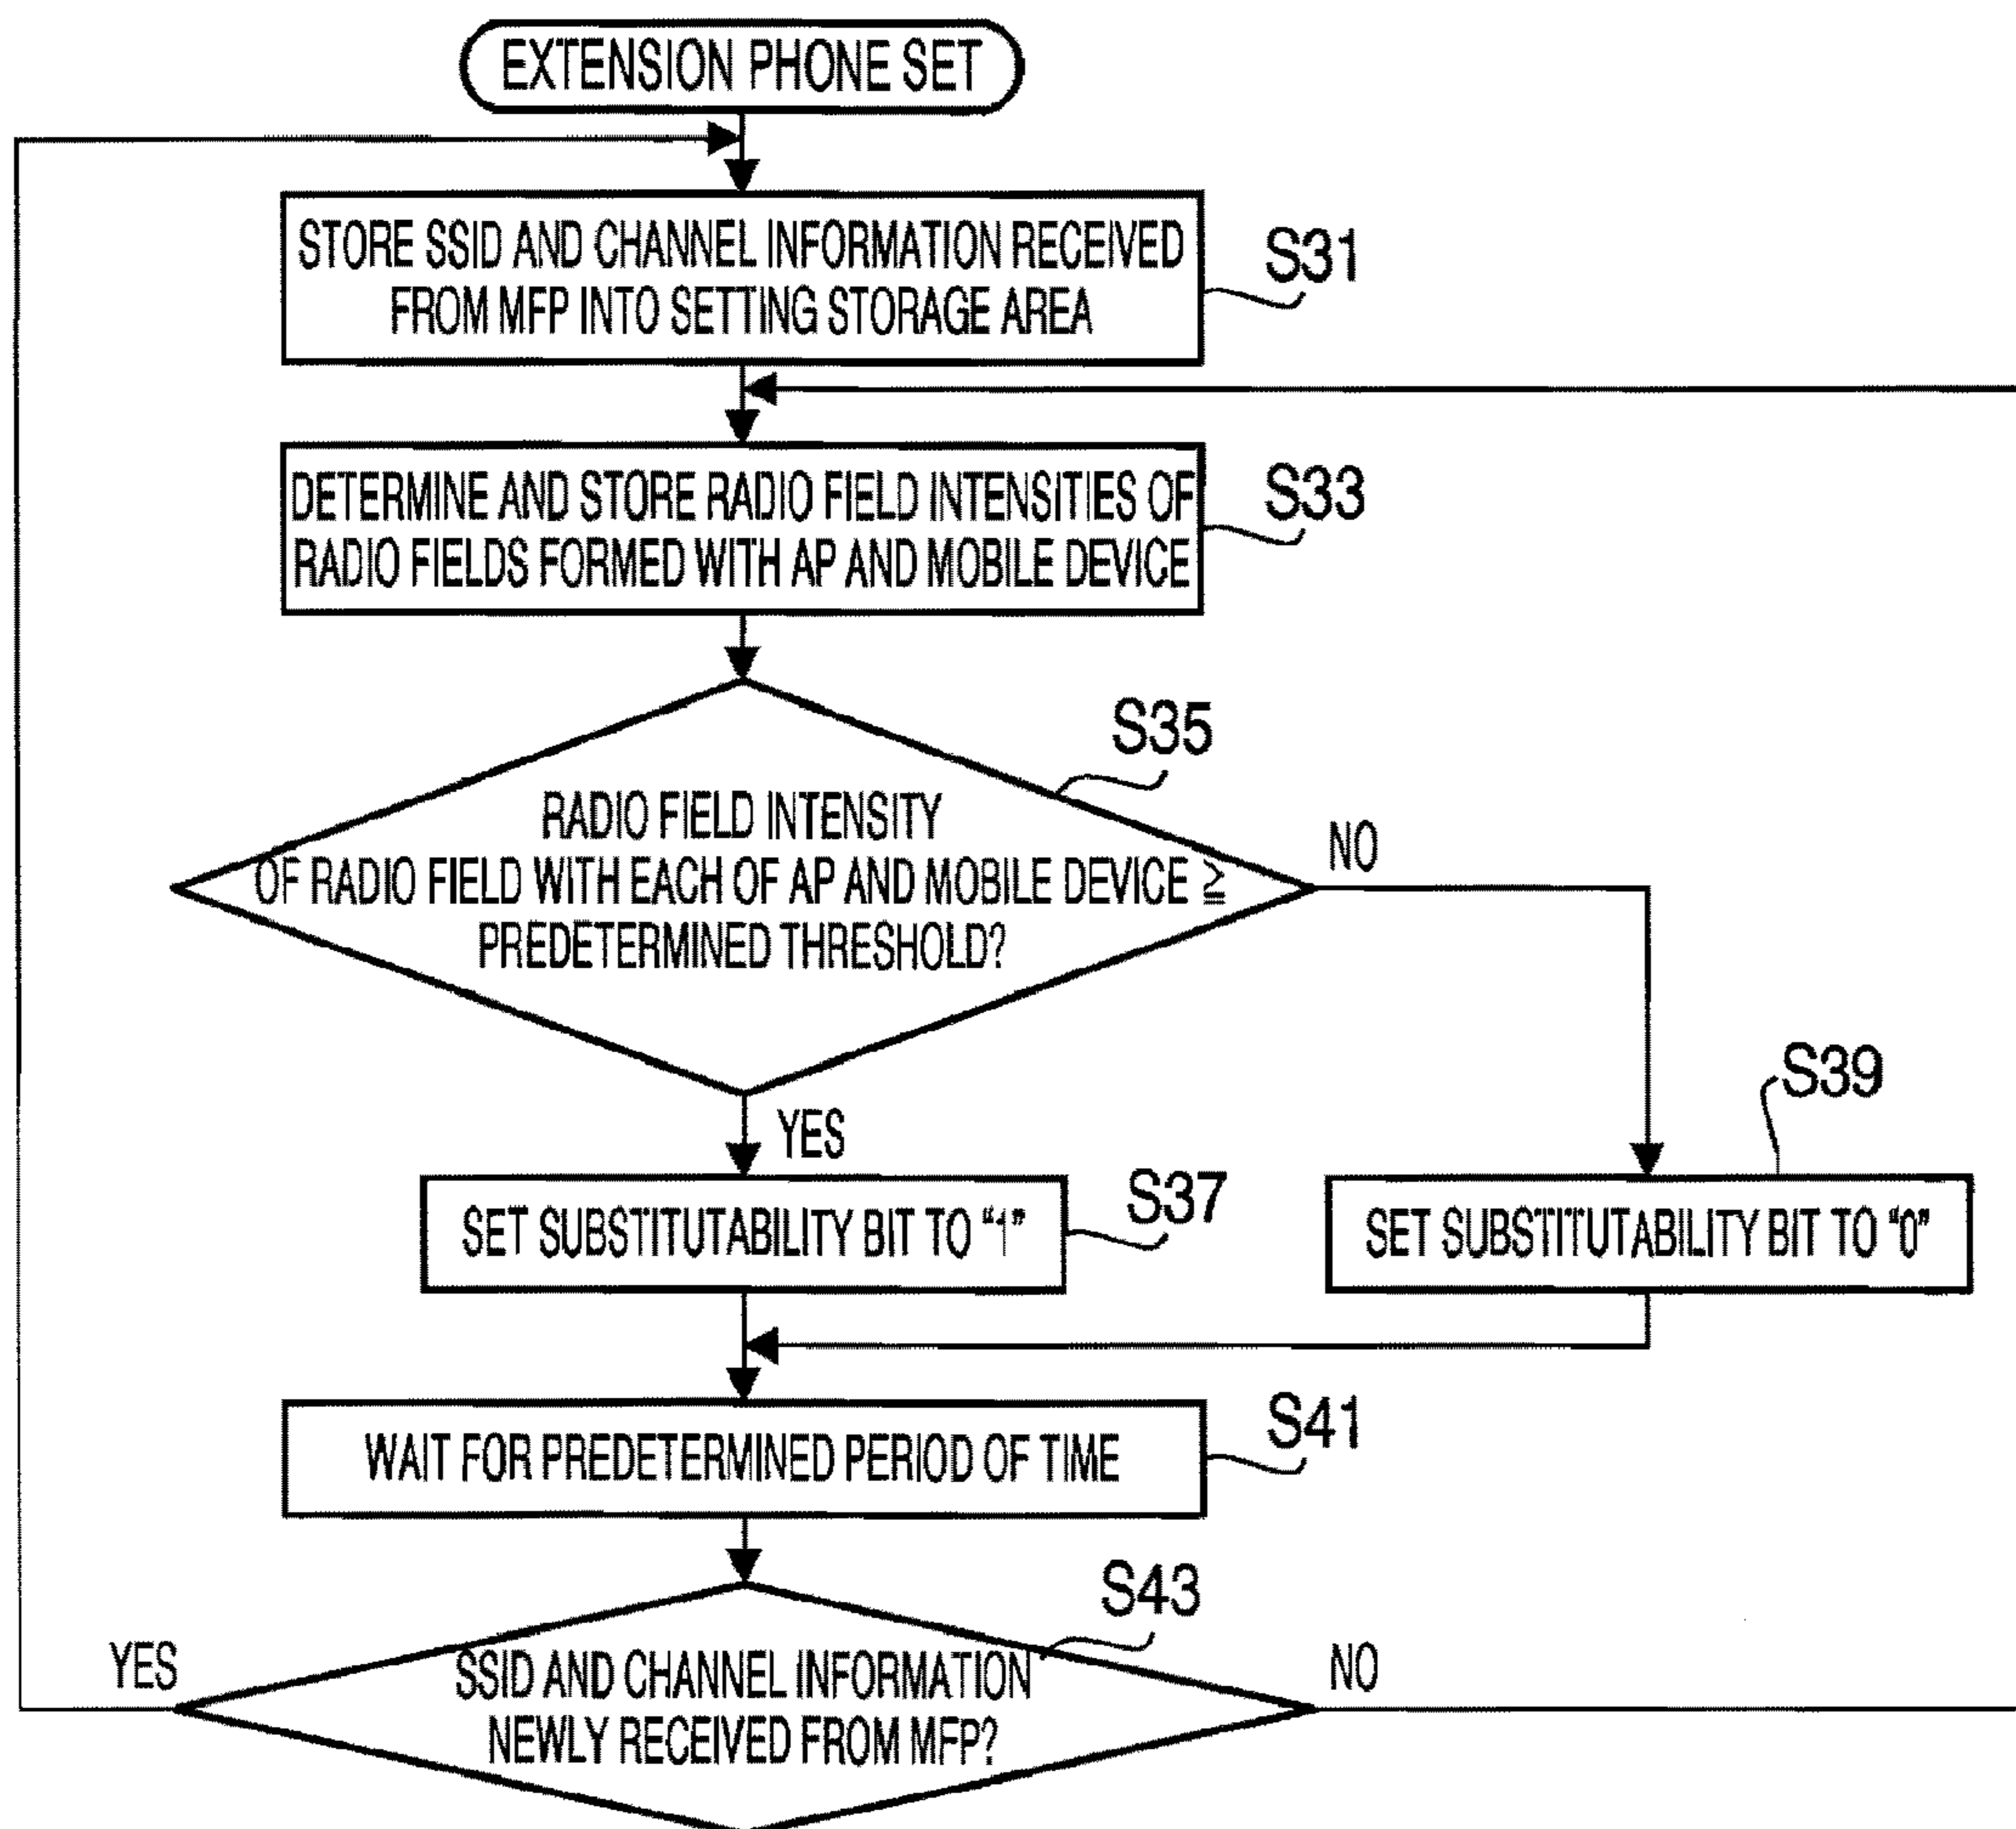 EXTENSION PHONE SET
STORE SSID AND CHANNEL INFORMATION RECEIVED
FROM MFP INTO SETTING STORAGE AREA
S31
DETERMINE AND STORE RADIO FIELD INTENSITIES OF
RADIO FIELDS FORMED WITH AP AND MOBILE DEVICE
S33
S35
RADIO FIELD INTENSITY
OF RADIO FIELD WITH EACH OF AP AND MOBILE DEVICE ≧
PREDETERMINED THRESHOLD?
NO
YES
S39
SET SUBSTITUTABILITY BIT TO “1”
S37
SET SUBSTITUTABILITY BIT TO “0”
WAIT FOR PREDETERMINED PERIOD OF TIME
S41
S43
YES
SSID AND CHANNEL INFORMATION
NEWLY RECEIVED FROM MFP?
NO